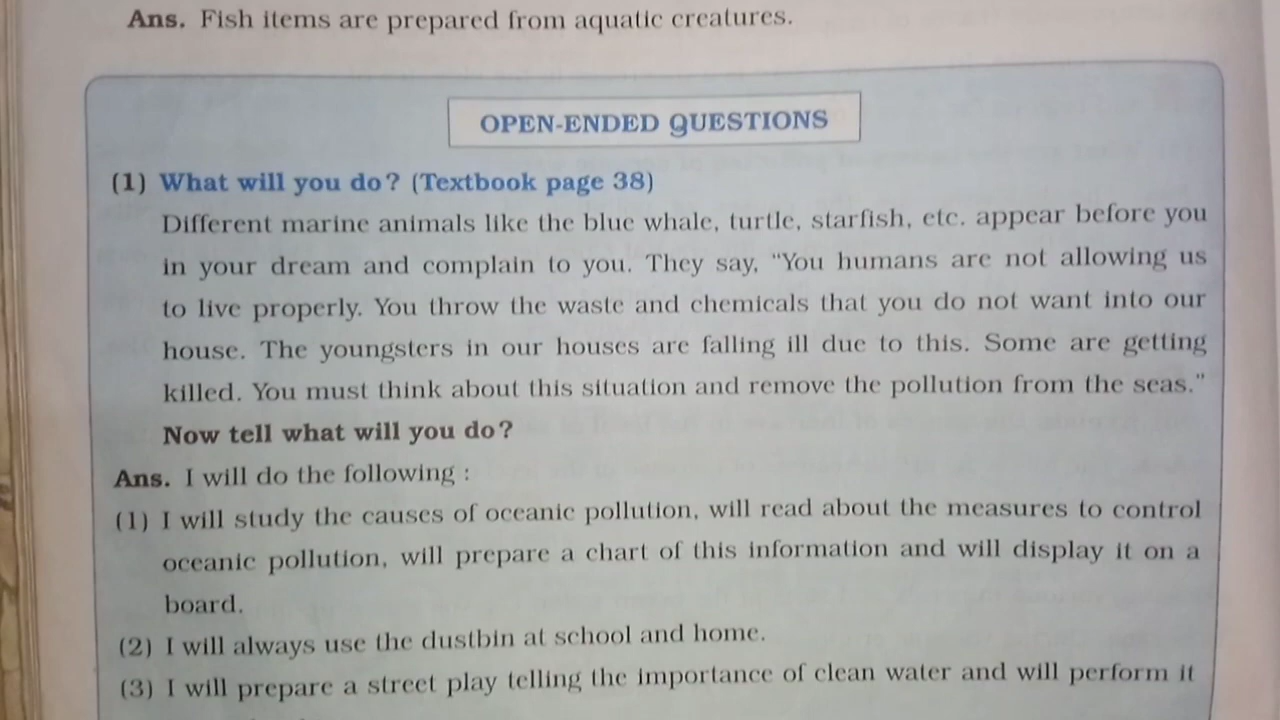 Ans. Fish items are prepared from aquatic creatures.
OPEN-ENDED QUESTIONS
(1) What will you do? (Textbook page 38)
Different marine animals like the blue whale, turtle, starfish, etc. appear before you
in your dream and complain to you. They say, "You humans are not allowing us
to live properly. You throw the waste and chemicals that you do not want into our
house. The youngsters in our houses are falling ill due to this. Some are getting
killed. You must think about this situation and remove the pollution from the seas."
Now tell what will you do?
Ans. I will do the following :
(1) I will study the causes of oceanic pollution, will read about the measures to control
oceanic pollution, will prepare a chart of this information and will display it on a
board.
(2) I will always use the dustbin at school and home.
(3) I will prepare a street play telling the importance of clean water and will perform it